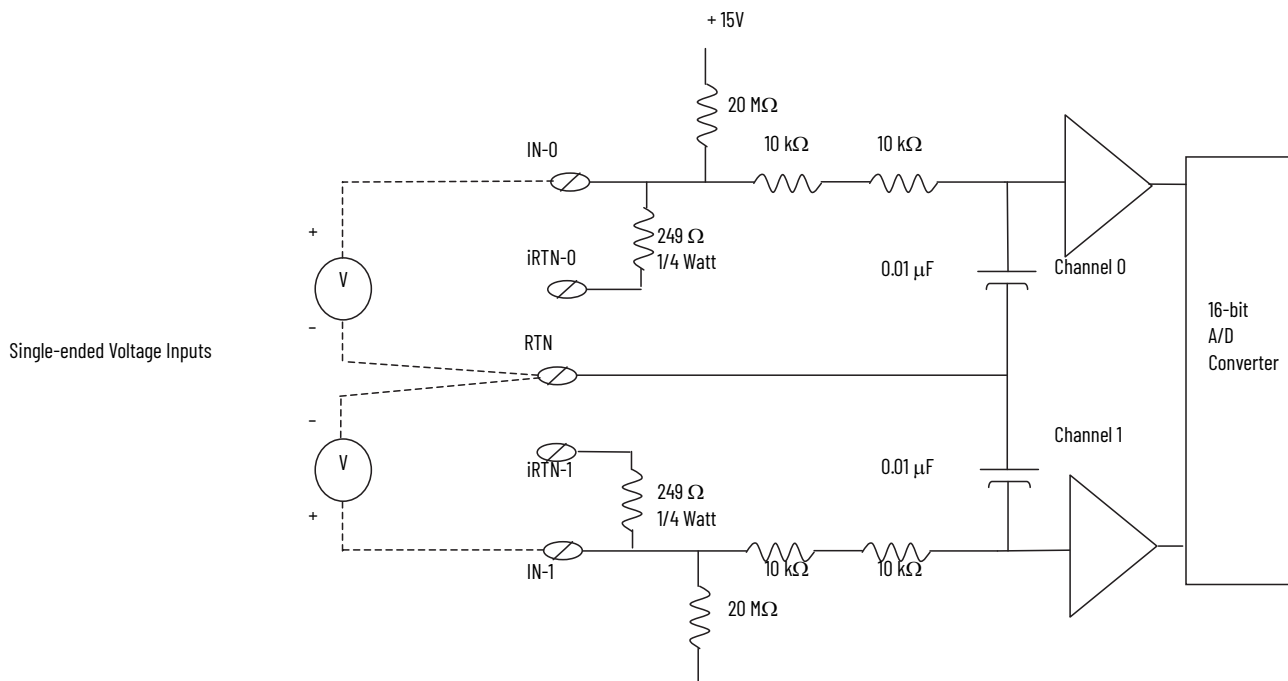 + 15V
20 MΩ
10 kΩ
10 kΩ
IN-0
+
249 Ω
1/4 Watt
iRTN-0
V
0.01 μF
Channel 0
16-bit
A/D
Converter
–
RTN
Single-ended Voltage Inputs
–
Channel 1
iRTN-1
V
0.01 μF
249 Ω
1/4 Watt
+
IN-1
10 kΩ
10 kΩ
20 MΩ